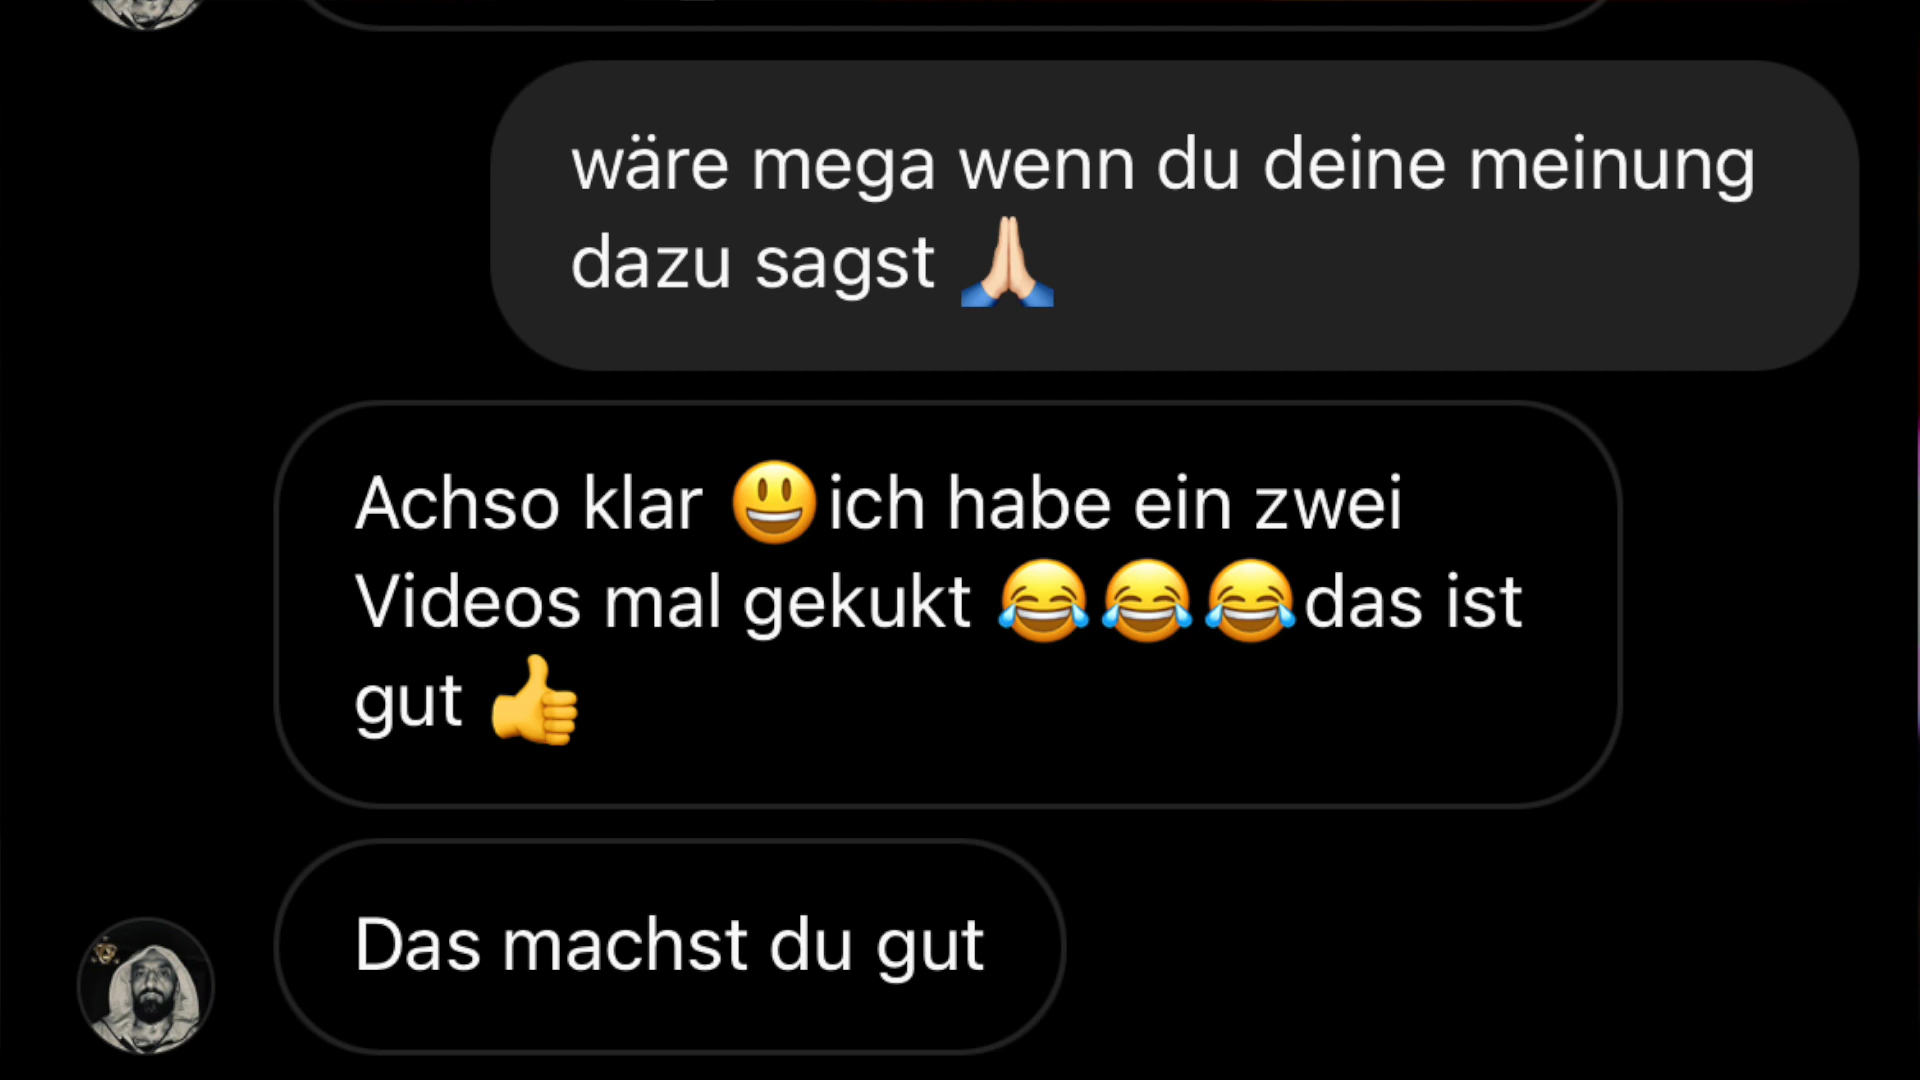 wäre mega wenn du deine meinung
dazu sagst 🙏🏻
Achso klar 😃ich habe ein zwei
Videos mal gekukt 😂😂😂das ist
gut 👍
Das machst du gut